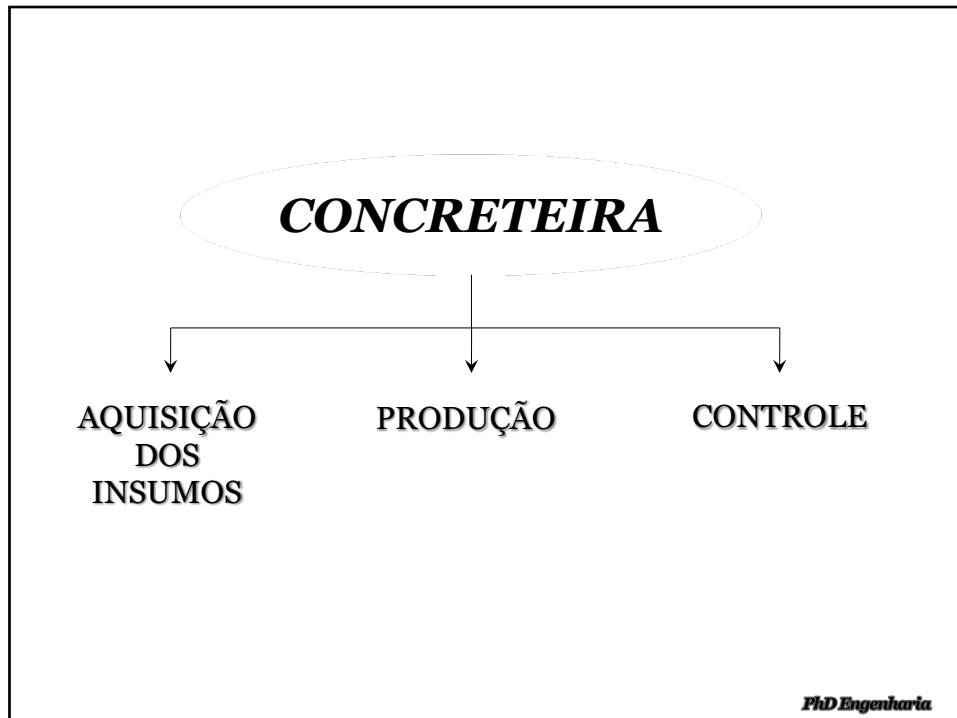 CONCRETEIRA
AQUISIÇÃO
DOS
INSUMOS
PRODUÇÃO
CONTROLE
PhD Engenharia